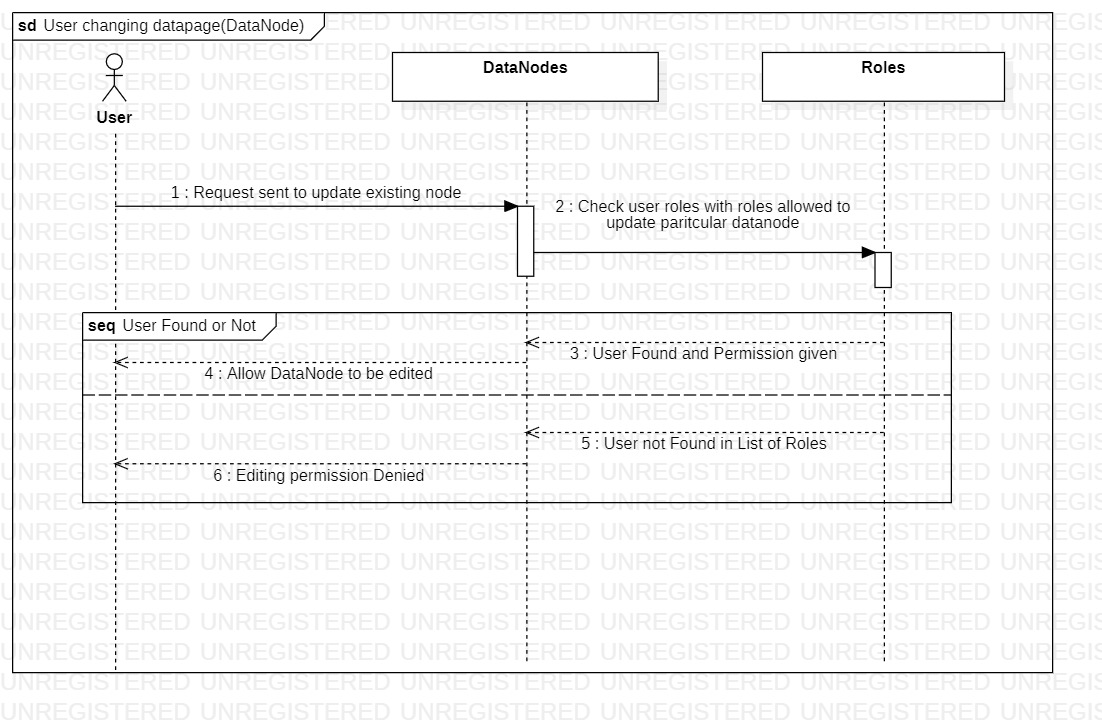 sd User changing datapage(DataNode)
User
DataNodes
Roles
1 : Request sent to update existing node
2 : Check user roles with roles allowed to
update paritcular datanode
seq User Found or Not
3 : User Found and Permission given
4 : Allow DataNode to be edited
5 : User not Found in List of Roles
6 : Editing permission Denied
UNREGISTERED UNREGISTERED UNREGISTERED UNREGISTERED UNREGISTERED UNREGISTERED